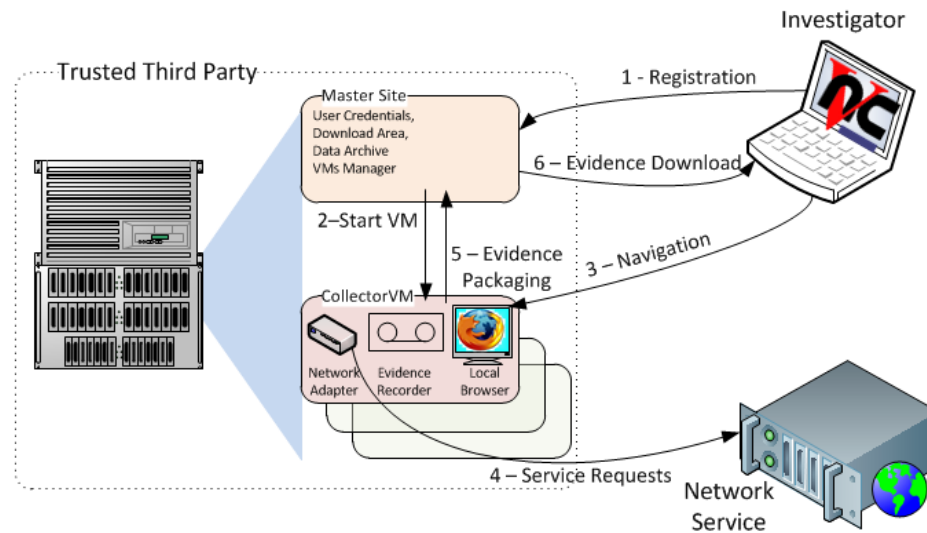 Investigator
Trusted Third Party
1 - Registration
Master Site
User Credentials,
Download Area,
Data Archive
VMs Manager
6 – Evidence Download
2–Start VM
5 – Evidence
Packaging
3 – Navigation
CollectorVM
Network
Adapter
Evidence
Recorder
Local
Browser
4 – Service Requests
Network
Service
VNC